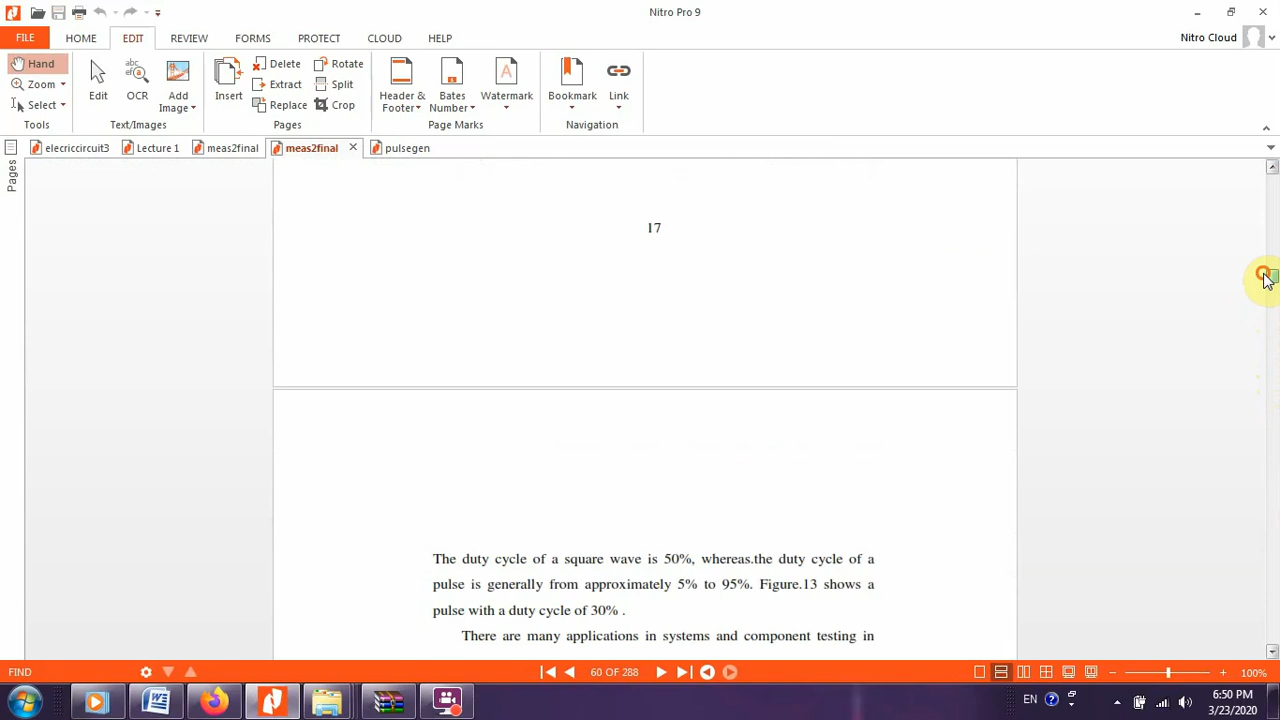 Nitro Pro 9
FILE HOME EDIT REVIEW FORMS PROTECT CLOUD HELP Nitro Cloud
Hand
Zoom
Select
Tools
Edit
abc
ea
OCR
Add
Image
Text/Images
Insert
Delete
Extract
Replace
Rotate
Split
Crop
Pages
Header &
Footer
Bates
Number
Watermark
Page Marks
Bookmark
Link
Navigation
elecriccircuit3 Lecture 1 meas2final meas2final pulsegen
Pages
17
The duty cycle of a square wave is 50%, whereas.the duty cycle of a
pulse is generally from approximately 5% to 95%. Figure.13 shows a
pulse with a duty cycle of 30% .
There are many applications in systems and component testing in
FIND 60 OF 288 100%
EN 6:50 PM
3/23/2020